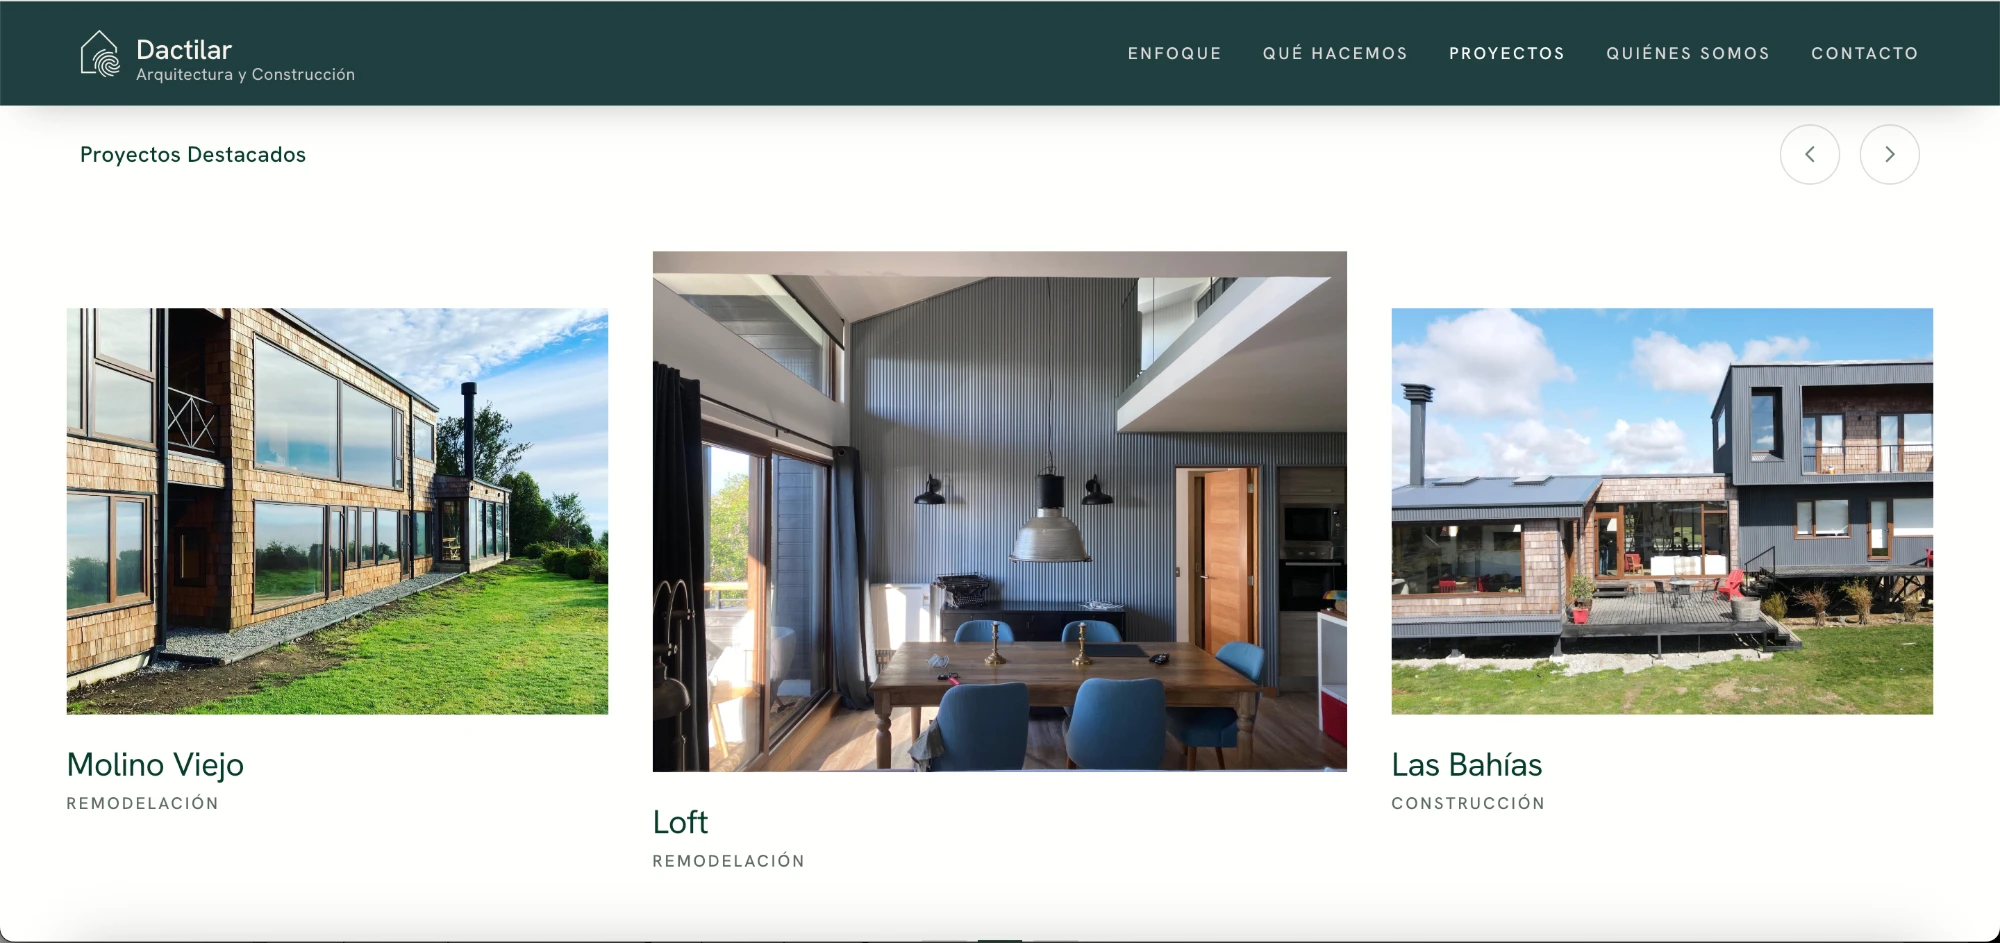 Dactilar
Arquitectura y Construcción
ENFOQUE
QUÉ HACEMOS
PROYECTOS
QUIÉNES SOMOS
CONTACTO
Proyectos Destacados
Molino Viejo
REMODELACIÓN
Loft
REMODELACIÓN
Las Bahías
CONSTRUCCIÓN